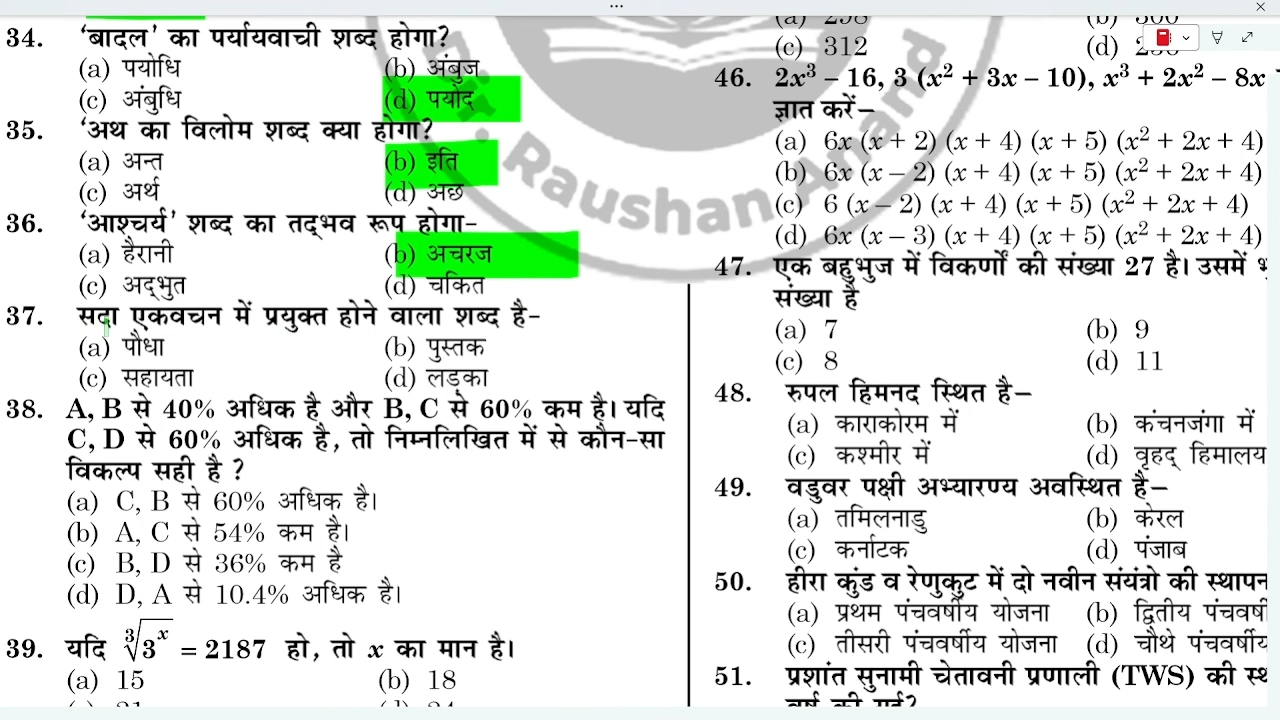 34. ‘बादल’ का पर्यायवाची शब्द होगा?
(a) पयोधि (b) अंबुज
(c) अंबुधि (d) पयोद
35. ‘अथ का विलोम शब्द क्या होगा?
(a) अन्त (b) इति
(c) अर्थ (d) अछ
36. ‘आश्चर्य’ शब्द का तद्भव रूप होगा-
(a) हैरानी (b) अचरज
(c) अद्भुत (d) चकित
37. सदा एकवचन में प्रयुक्त होने वाला शब्द है-
(a) पौधा (b) पुस्तक
(c) सहायता (d) लड़का
38. A, B से 40% अधिक है और B, C से 60% कम है। यदि
C, D से 60% अधिक है, तो निम्नलिखित में से कौन-सा
विकल्प सही है ?
(a) C, B से 60% अधिक है।
(b) A, C से 54% कम है।
(c) B, D से 36% कम है
(d) D, A से 10.4% अधिक है।
39. यदि ∛3^x = 2187 हो, तो x का मान है।
(a) 15 (b) 18
(c) 312 (d)
46. 2x³ – 16, 3 (x² + 3x – 10), x³ + 2x² – 8x
ज्ञात करें–
(a) 6x (x + 2) (x + 4) (x + 5) (x² + 2x + 4)
(b) 6x (x – 2) (x + 4) (x + 5) (x² + 2x + 4)
(c) 6 (x – 2) (x + 4) (x + 5) (x² + 2x + 4)
(d) 6x (x – 3) (x + 4) (x + 5) (x² + 2x + 4)
47. एक बहुभुज में विकर्णों की संख्या 27 है। उसमें
संख्या है
(a) 7 (b) 9
(c) 8 (d) 11
48. रुपल हिमनद स्थित है–
(a) काराकोरम में (b) कंचनजंगा में
(c) कश्मीर में (d) वृहद् हिमालय
49. वडुवर पक्षी अभ्यारण्य अवस्थित है–
(a) तमिलनाडु (b) केरल
(c) कर्नाटक (d) पंजाब
50. हीरा कुंड व रेणुकुट में दो नवीन संयंत्रो की स्थापन
(a) प्रथम पंचवर्षीय योजना (b) द्वितीय पंचवर्षी
(c) तीसरी पंचवर्षीय योजना (d) चौथे पंचवर्षीय
51. प्रशांत सुनामी चेतावनी प्रणाली (TWS) की
Dr. Raushan Anand